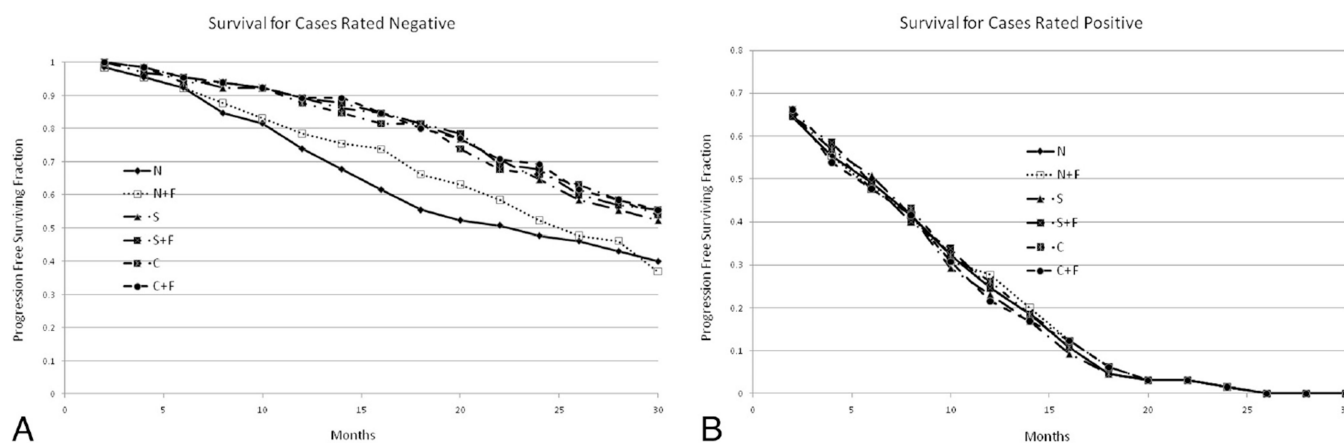 Survival for Cases Rated Negative
Progression Free Surviving Fraction
1
0.9
0.8
0.7
0.6
0.5
0.4
0.3
0.2
0.1
0
N
N+F
S
S+F
C
C+F
0 5 10 15 20 25 30
Months
A
Survival for Cases Rated Positive
Progression Free Surviving Fraction
0.8
0.7
0.6
0.5
0.4
0.3
0.2
0.1
0
N
N+F
S
S+F
C
C+F
0 5 10 15 20 25
Months
B